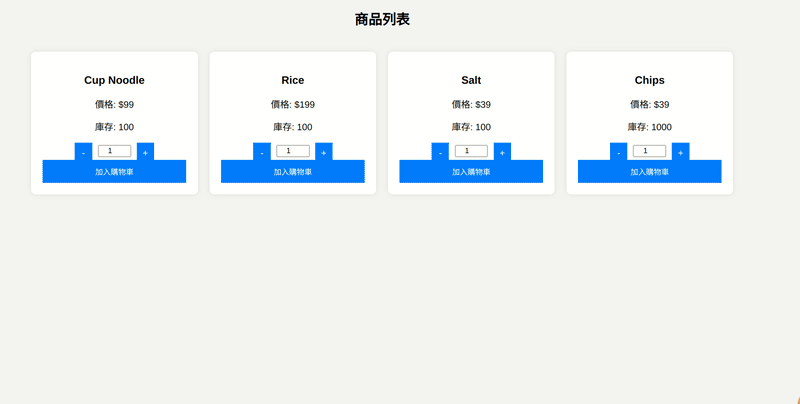 商品列表
Cup Noodle
價格: $99
庫存: 100
- 1 +
加入購物車
Rice
價格: $199
庫存: 100
- 1 +
加入購物車
Salt
價格: $39
庫存: 100
- 1 +
加入購物車
Chips
價格: $39
庫存: 1000
- 1 +
加入購物車